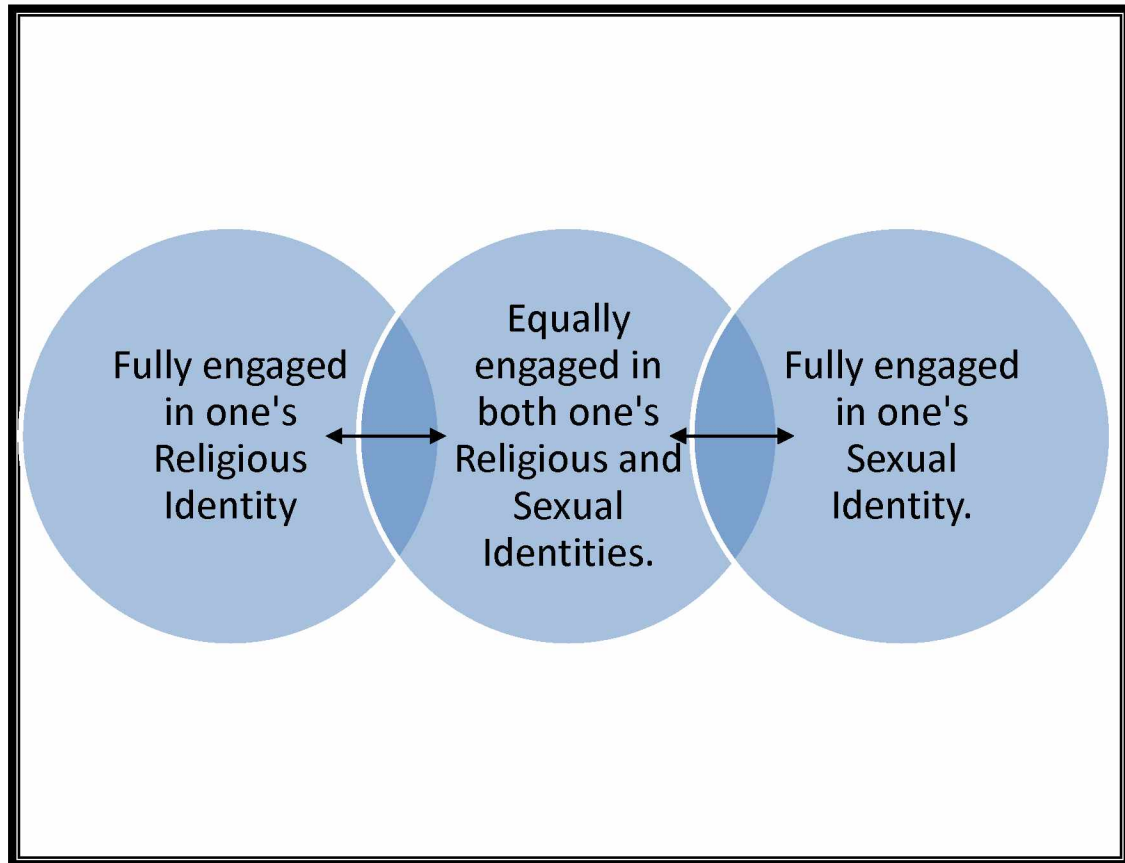 Fully engaged
in one's
Religious
Identity
Equally
engaged in
both one's
Religious and
Sexual
Identities.
Fully engaged
in one's
Sexual
Identity.